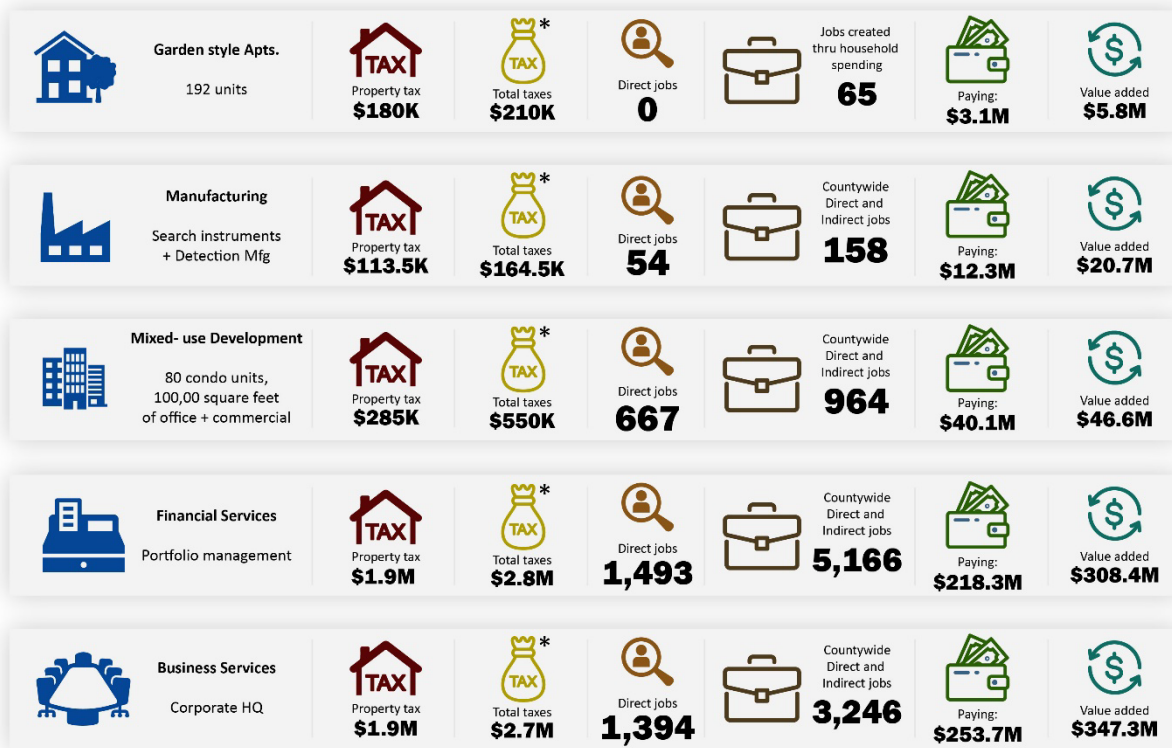 Garden style Apts.
192 units
TAX
Property tax
$180K
*
TAX
Total taxes
$210K
Direct jobs
0
Jobs created
thru household
spending
65
Paying:
$3.1M
$
Value added
$5.8M
Manufacturing
Search instruments
+ Detection Mfg
TAX
Property tax
$113.5K
*
TAX
Total taxes
$164.5K
Direct jobs
54
Countywide
Direct and
Indirect jobs
158
Paying:
$12.3M
$
Value added
$20.7M
Mixed- use Development
80 condo units,
100,00 square feet
of office + commercial
TAX
Property tax
$285K
*
TAX
Total taxes
$550K
Direct jobs
667
Countywide
Direct and
Indirect jobs
964
Paying:
$40.1M
$
Value added
$46.6M
Financial Services
Portfolio management
TAX
Property tax
$1.9M
*
TAX
Total taxes
$2.8M
Direct jobs
1,493
Countywide
Direct and
Indirect jobs
5,166
Paying:
$218.3M
$
Value added
$308.4M
Business Services
Corporate HQ
TAX
Property tax
$1.9M
*
TAX
Total taxes
$2.7M
Direct jobs
1,394
Countywide
Direct and
Indirect jobs
3,246
Paying:
$253.7M
$
Value added
$347.3M